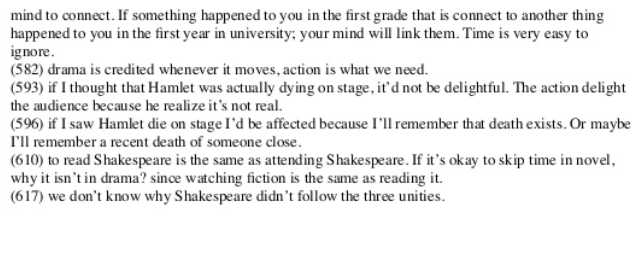 mind to connect. If something happened to you in the first grade that is connect to another thing
happened to you in the first year in university; your mind will link them. Time is very easy to
ignore.
(582) drama is credited whenever it moves, action is what we need.
(593) if I thought that Hamlet was actually dying on stage, it'd not be delightful. The action delight
the audience because he realize it's not real.
(596) if I saw Hamlet die on stage I'd be affected because I'll remember that death exists. Or maybe
I'll remember a recent death of someone close.
(610) to read Shakespeare is the same as attending Shakespeare. If it's okay to skip time in novel,
why it isn't in drama? since watching fiction is the same as reading it.
(617) we don't know why Shakespeare didn't follow the three unities.